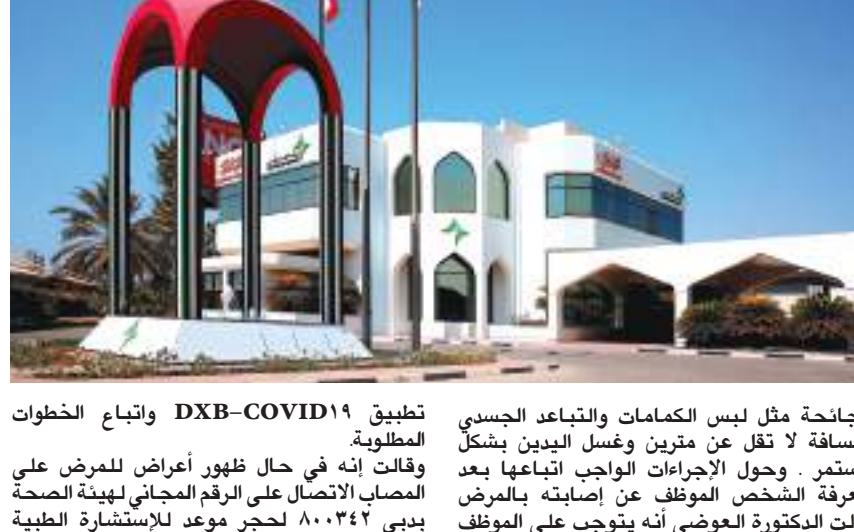 جائحة مثل لبس الكمامات والتباعد الجسدي
سافة لا تقل عن مترين وغسل اليدين بشكل
ستمر . وحول الإجراءات الواجب اتباعها بعد
عرفة الشخص الموظف عن إصابته بالمرض
لت الدكتورة العوضي أنه يتوجب على الموظف
تطبيق DXB–COVID١٩ واتباع الخطوات
المطلوبة.
وقالت إنه في حال ظهور أعراض للمرض على
المصاب الاتصال على الرقم المجاني لهيئة الصحة
بدبي ٨٠٠٣٤٢ لحجز موعد للإستشارة الطبية